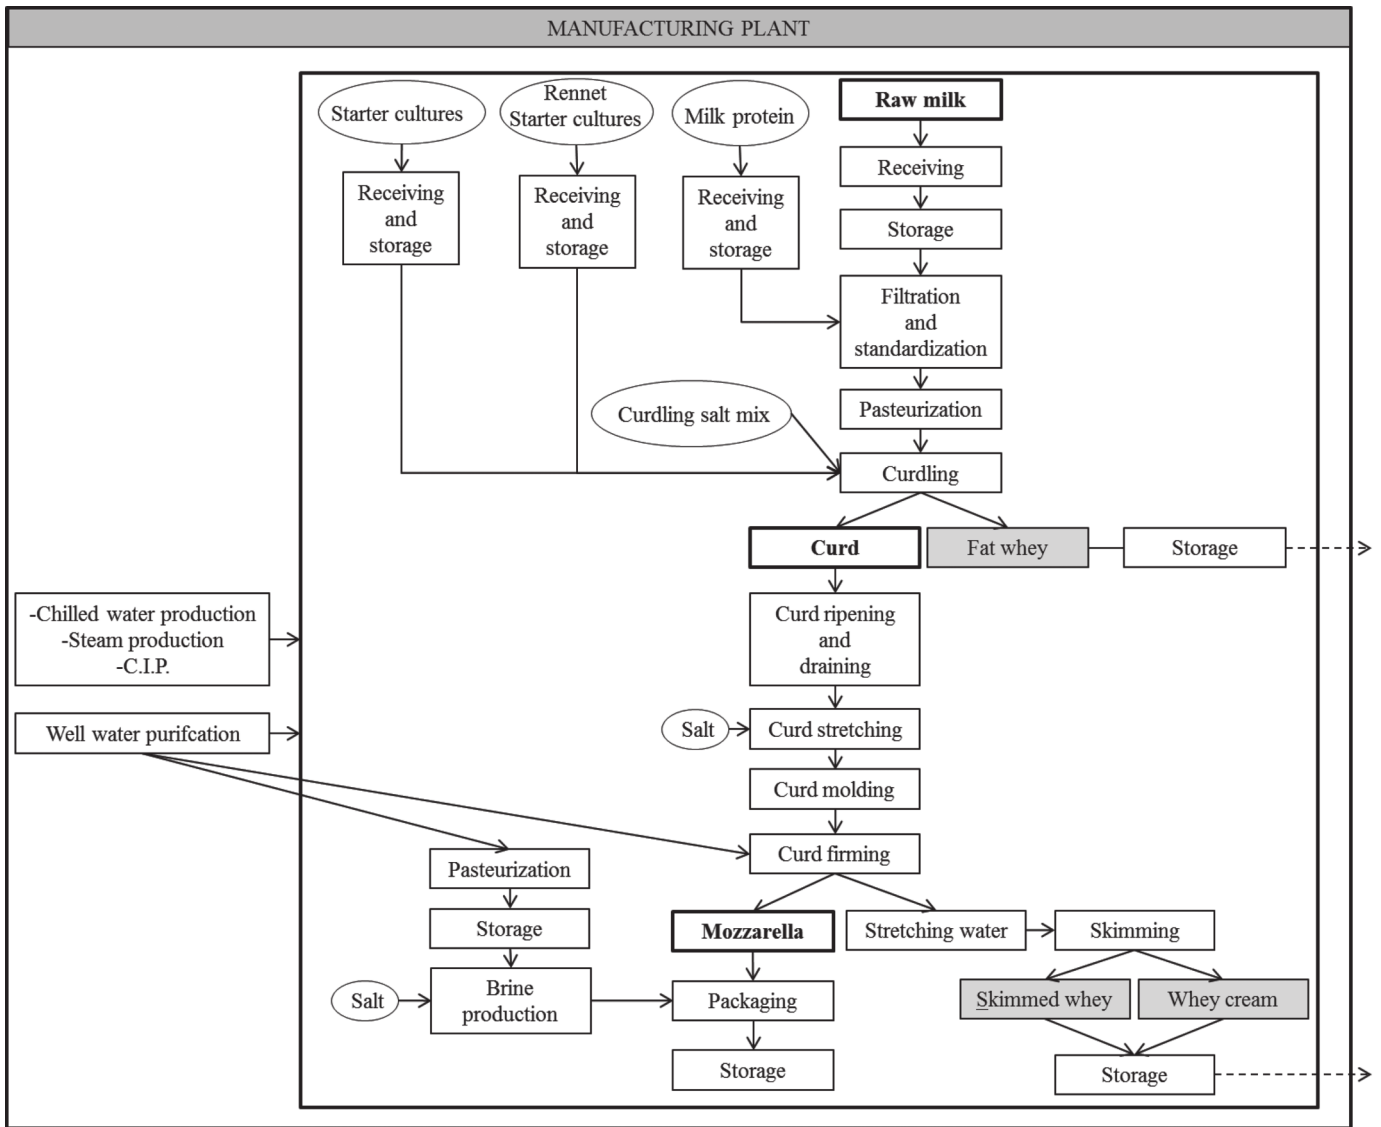 MANUFACTURING PLANT
Starter cultures
Rennet
Starter cultures
Milk protein
Raw milk
Receiving
and
storage
Receiving
and
storage
Receiving
and
storage
Receiving
Storage
Filtration
and
standardization
Pasteurization
Curdling salt mix
Curdling
Curd
Fat whey
Storage
-Chilled water production
-Steam production
-C.I.P.
Curd ripening
and
draining
Well water purifcation
Salt
Curd stretching
Curd molding
Curd firming
Pasteurization
Storage
Mozzarella
Stretching water
Skimming
Salt
Brine
production
Packaging
Skimmed whey
Whey cream
Storage
Storage